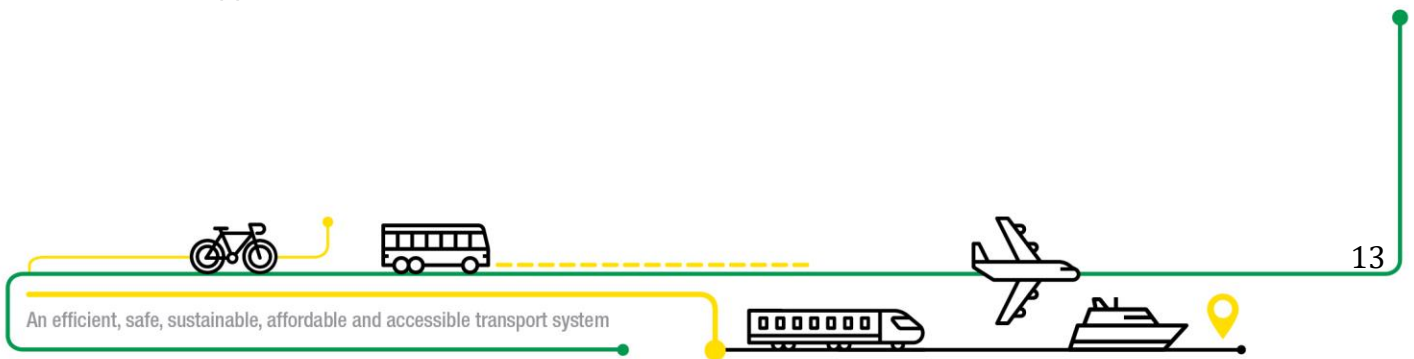 13
An efficient, safe, sustainable, affordable and accessible transport system